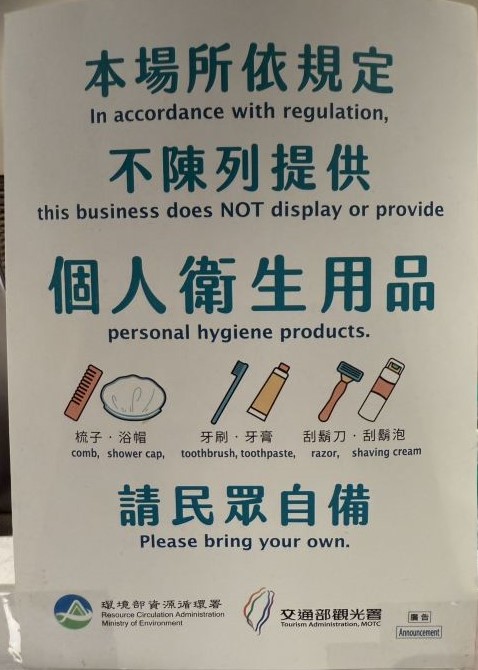 本場所依規定
In accordance with regulation,
不陳列提供
this business does NOT display or provide
個人衛生用品
personal hygiene products.
梳子·浴帽 牙刷·牙膏 刮鬍刀·刮鬍泡
comb, shower cap, toothbrush, toothpaste, razor, shaving cream
請民眾自備
Please bring your own.
環境部資源循環署
Resource Circulation Administration
Ministry of Environment
交通部觀光署
Tourism Administration, MOTC
廣告
Announcement